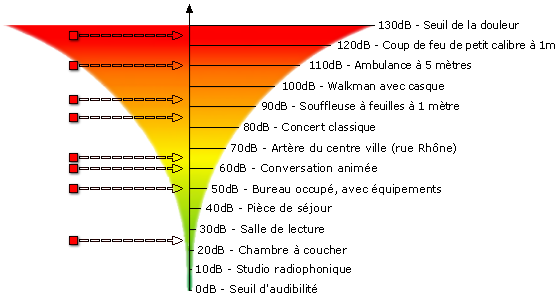 130dB - Seuil de la douleur
120dB - Coup de feu de petit calibre à 1m
110dB - Ambulance à 5 mètres
100dB - Walkman avec casque
90dB - Souffleuse à feuilles à 1 mètre
80dB - Concert classique
70dB - Artère du centre ville (rue Rhône)
60dB - Conversation animée
50dB - Bureau occupé, avec équipements
40dB - Pièce de séjour
30dB - Salle de lecture
20dB - Chambre à coucher
10dB - Studio radiophonique
0dB - Seuil d'audibilité